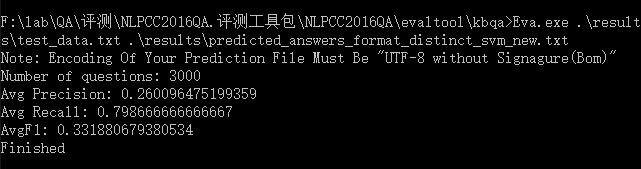 F:\lab\QA\评测\NLPCC2016QA.评测工具包\NLPCC2016QA\evaltool\kbqa>Eva.exe .\result
s\test_data.txt .\results\predicted_answers_format_distinct_svm_new.txt
Note: Encoding Of Your Prediction File Must Be "UTF-8 without Signagure(Bom)"
Number of questions: 3000
Avg Precision: 0.260096475199359
Avg Recall: 0.798666666666667
AvgF1: 0.331880679380534
Finished